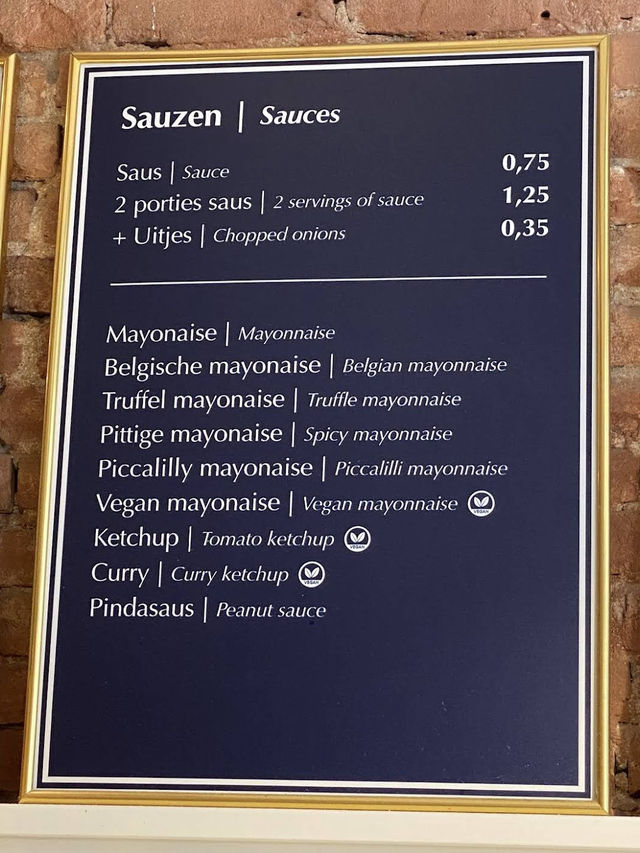 Sauzen | Sauces
Saus | Sauce 0,75
2 porties saus | 2 servings of sauce 1,25
+ Uitjes | Chopped onions 0,35
Mayonaise | Mayonnaise
Belgische mayonaise | Belgian mayonnaise
Truffel mayonaise | Truffle mayonnaise
Pittige mayonaise | Spicy mayonnaise
Piccalilly mayonaise | Piccalilli mayonnaise
Vegan mayonaise | Vegan mayonnaise VEGAN
Ketchup | Tomato ketchup VEGAN
Curry | Curry ketchup VEGAN
Pindasaus | Peanut sauce